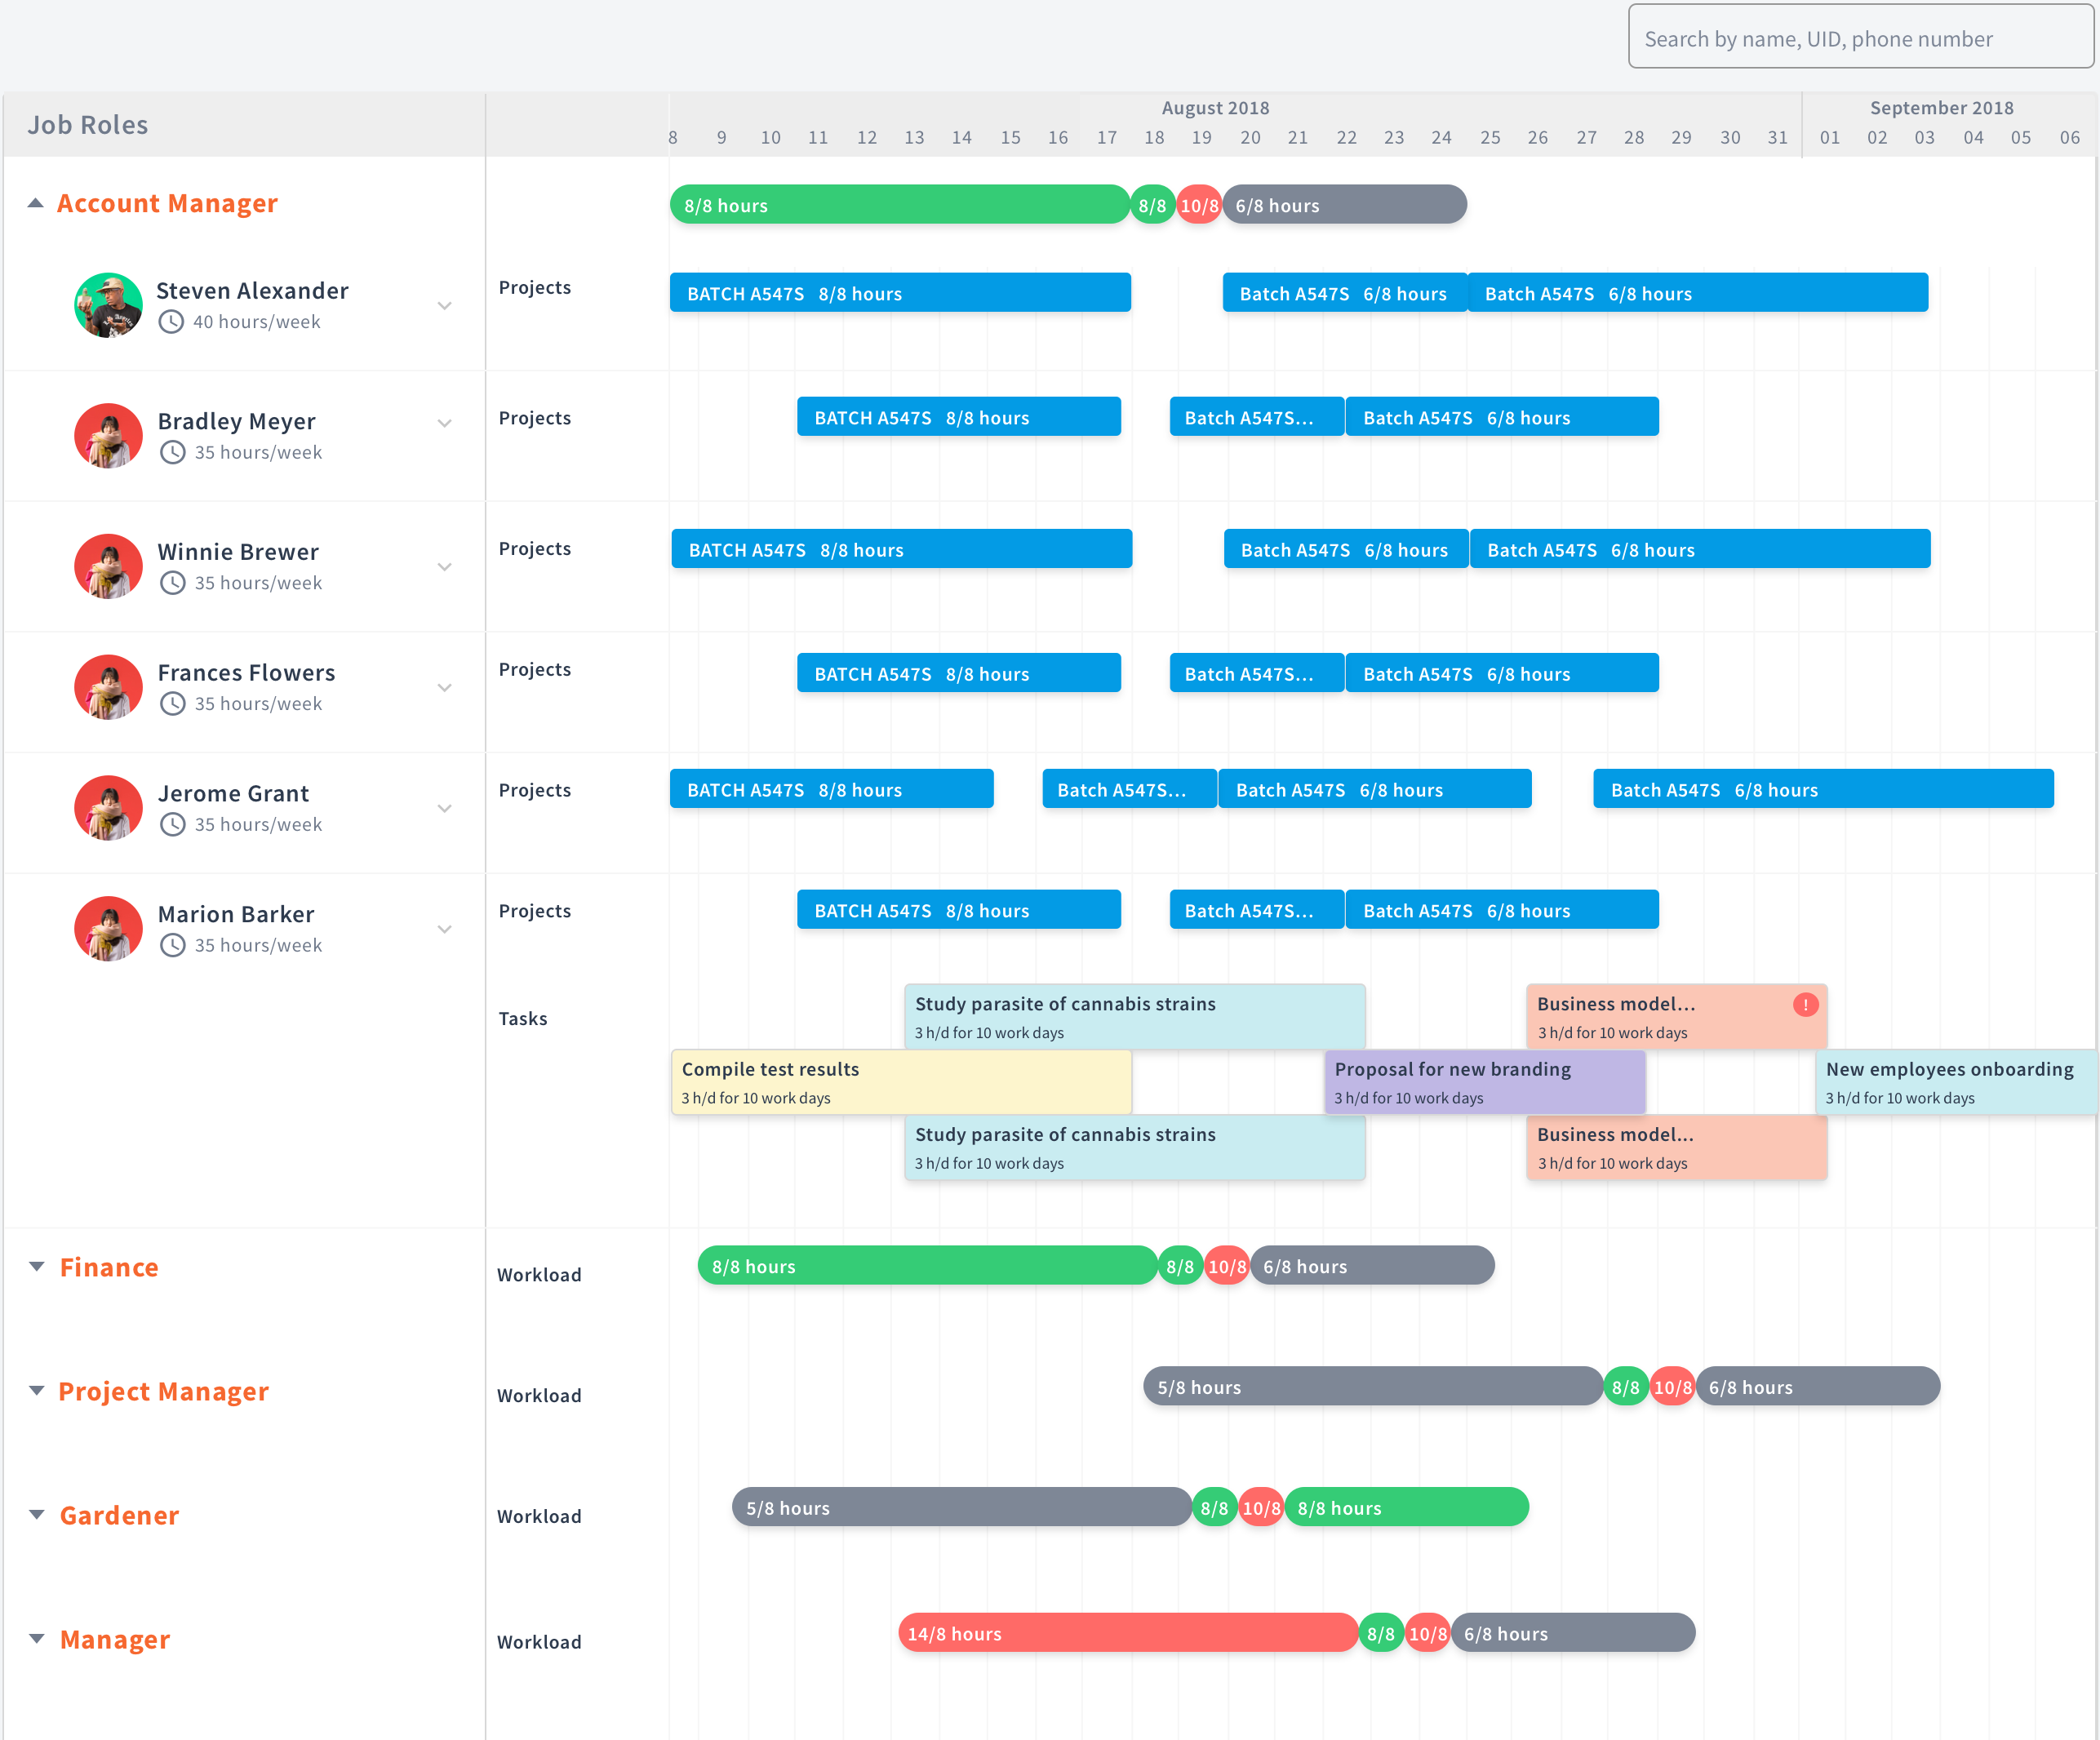 Search by name, UID, phone number
Job Roles
August 2018
September 2018
8 9 10 11 12 13 14 15 16 17 18 19 20 21 22 23 24 25 26 27 28 29 30 31 01 02 03 04 05 06
Account Manager
8/8 hours 8/8 10/8 6/8 hours
Steven Alexander
40 hours/week
Projects
BATCH A547S 8/8 hours
Batch A547S 6/8 hours
Batch A547S 6/8 hours
Bradley Meyer
35 hours/week
Projects
BATCH A547S 8/8 hours
Batch A547S...
Batch A547S 6/8 hours
Winnie Brewer
35 hours/week
Projects
BATCH A547S 8/8 hours
Batch A547S 6/8 hours
Batch A547S 6/8 hours
Frances Flowers
35 hours/week
Projects
BATCH A547S 8/8 hours
Batch A547S...
Batch A547S 6/8 hours
Jerome Grant
35 hours/week
Projects
BATCH A547S 8/8 hours
Batch A547S...
Batch A547S 6/8 hours
Batch A547S 6/8 hours
Marion Barker
35 hours/week
Projects
BATCH A547S 8/8 hours
Batch A547S...
Batch A547S 6/8 hours
Tasks
Study parasite of cannabis strains
3 h/d for 10 work days
Business model...
!
3 h/d for 10 work days
Compile test results
3 h/d for 10 work days
Proposal for new branding
3 h/d for 10 work days
New employees onboarding
3 h/d for 10 work days
Study parasite of cannabis strains
3 h/d for 10 work days
Business model...
3 h/d for 10 work days
Finance
Workload
8/8 hours 8/8 10/8 6/8 hours
Project Manager
Workload
5/8 hours 8/8 10/8 6/8 hours
Gardener
Workload
5/8 hours 8/8 10/8 8/8 hours
Manager
Workload
14/8 hours 8/8 10/8 6/8 hours